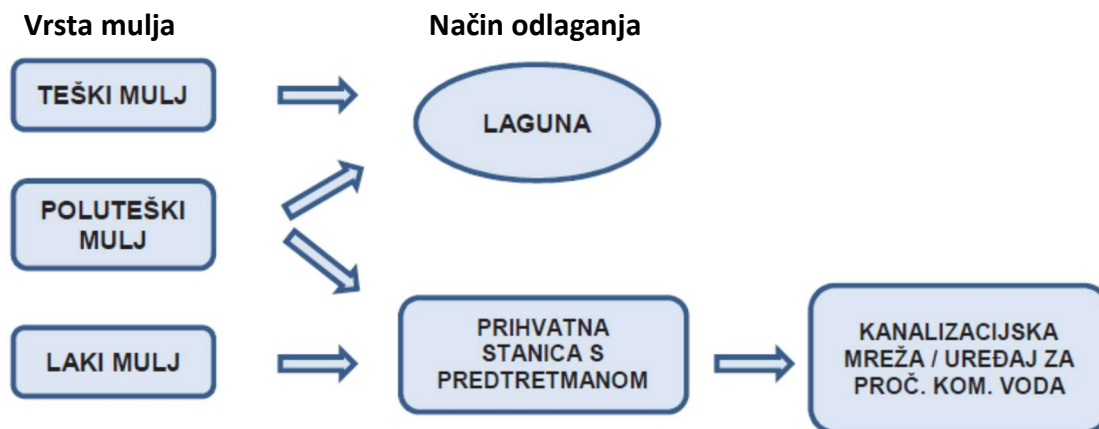 Vrsta mulja
Način odlaganja
TEŠKI MULJ
LAGUNA
POLUTEŠKI
MULJ
LAKI MULJ
PRIHVATNA
STANICA S
PREDTRETMANOM
KANALIZACIJSKA
MREŽA / UREĐAJ ZA
PROČ. KOM. VODA